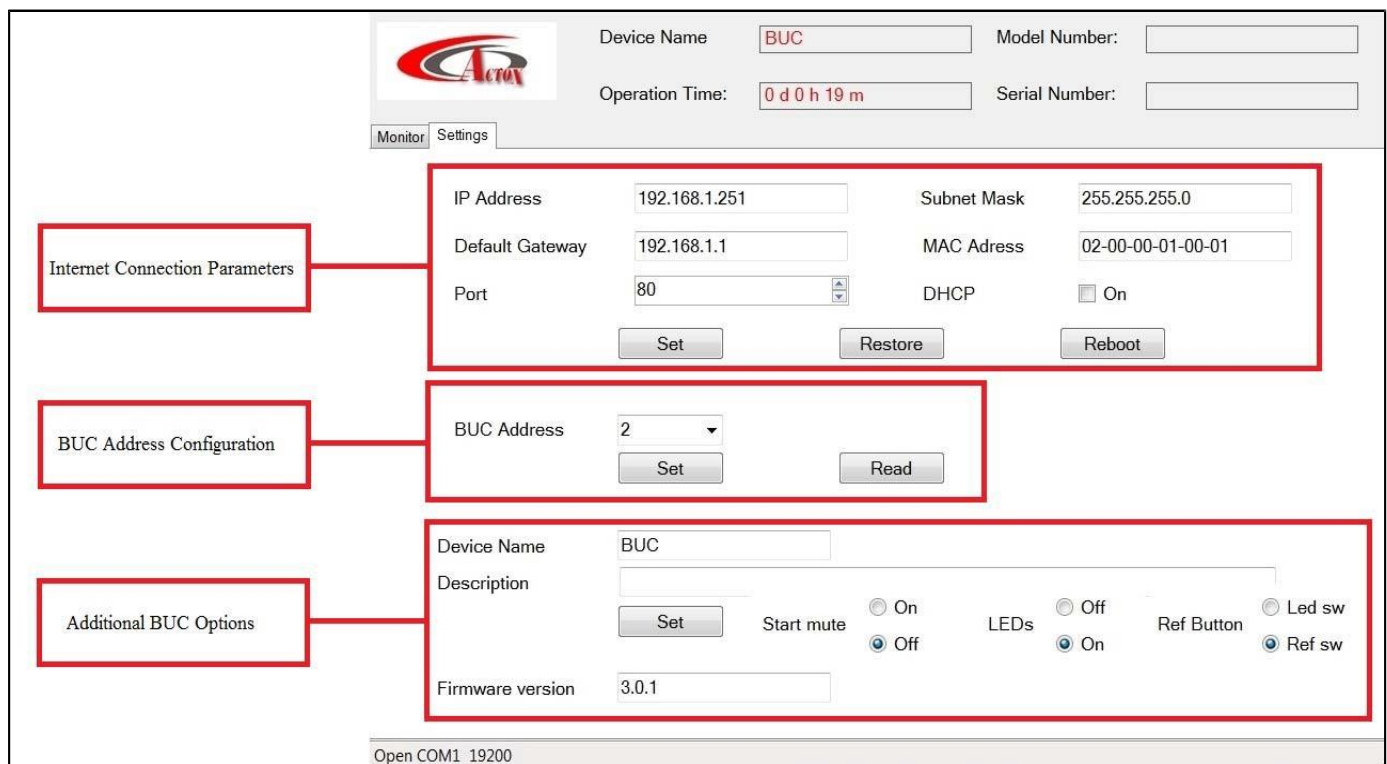 Device Name BUC Model Number:
ACTOX
Operation Time: 0 d 0 h 19 m Serial Number:
Monitor Settings
IP Address 192.168.1.251 Subnet Mask 255.255.255.0
Default Gateway 192.168.1.1 MAC Adress 02-00-00-01-00-01
Internet Connection Parameters
Port 80 DHCP On
Set Restore Reboot
BUC Address Configuration
BUC Address 2
Set Read
Device Name BUC
Description
Additional BUC Options
Set Start mute On Off LEDs Off On Ref Button Led sw Ref sw
Firmware version 3.0.1
Open COM1 19200